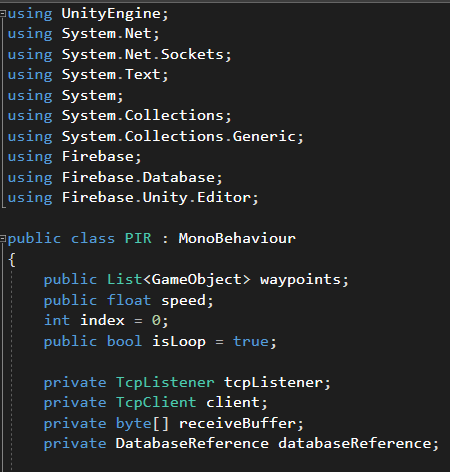 using UnityEngine;
using System.Net;
using System.Net.Sockets;
using System.Text;
using System;
using System.Collections;
using System.Collections.Generic;
using Firebase;
using Firebase.Database;
using Firebase.Unity.Editor;

public class PIR : MonoBehaviour
{
    public List<GameObject> waypoints;
    public float speed;
    int index = 0;
    public bool isLoop = true;

    private TcpListener tcpListener;
    private TcpClient client;
    private byte[] receiveBuffer;
    private DatabaseReference databaseReference;